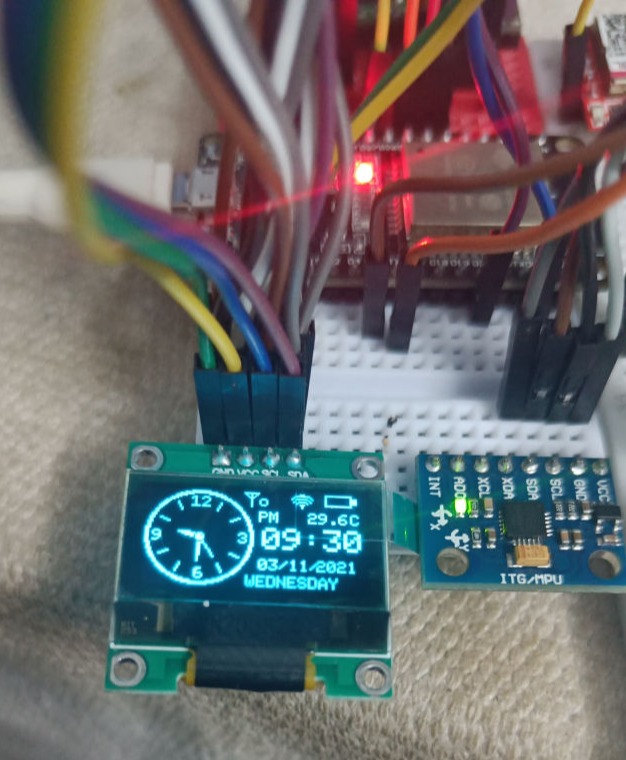 GND VCC SCL SDA
12
9 3
6
PM 29.6C
09:30
03/11/2021
WEDNESDAY
INT
ADO
XCL
XDA
SDA
SCL
GND
VCC
X
Y
ITG/MPU